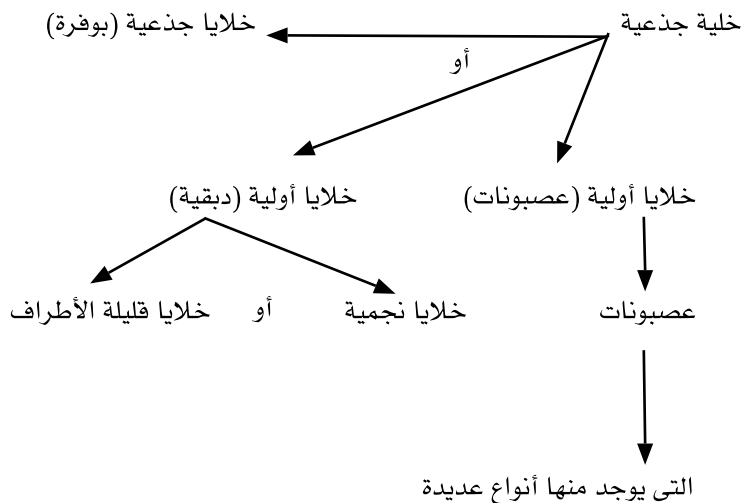 خلية جذعية
خلايا جذعية (بوفرة)
أو
خلايا أولية (عصبونات)
خلايا أولية (دبقية)
عصبونات
خلايا نجمية
أو
خلايا قليلة الأطراف
التي يوجد منها أنواع عديدة